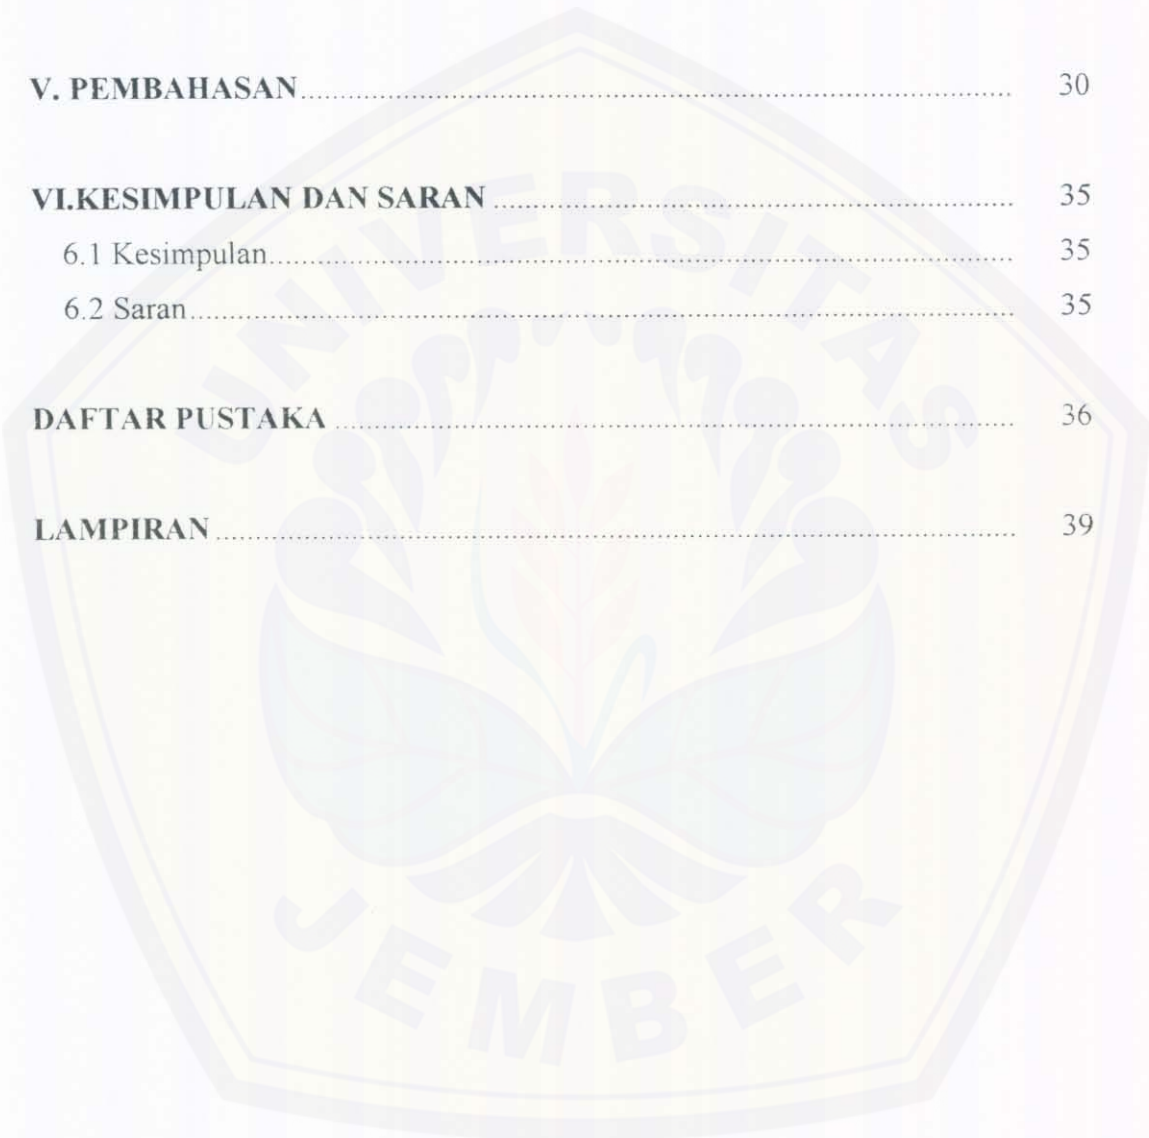 V. PEMBAHASAN........................................................................ 30
VI.KESIMPULAN DAN SARAN.................................................... 35
6.1 Kesimpulan........................................................................... 35
6.2 Saran................................................................................... 35
DAFTAR PUSTAKA.................................................................... 36
LAMPIRAN................................................................................ 39
UNIVERSITAS
JEMBER